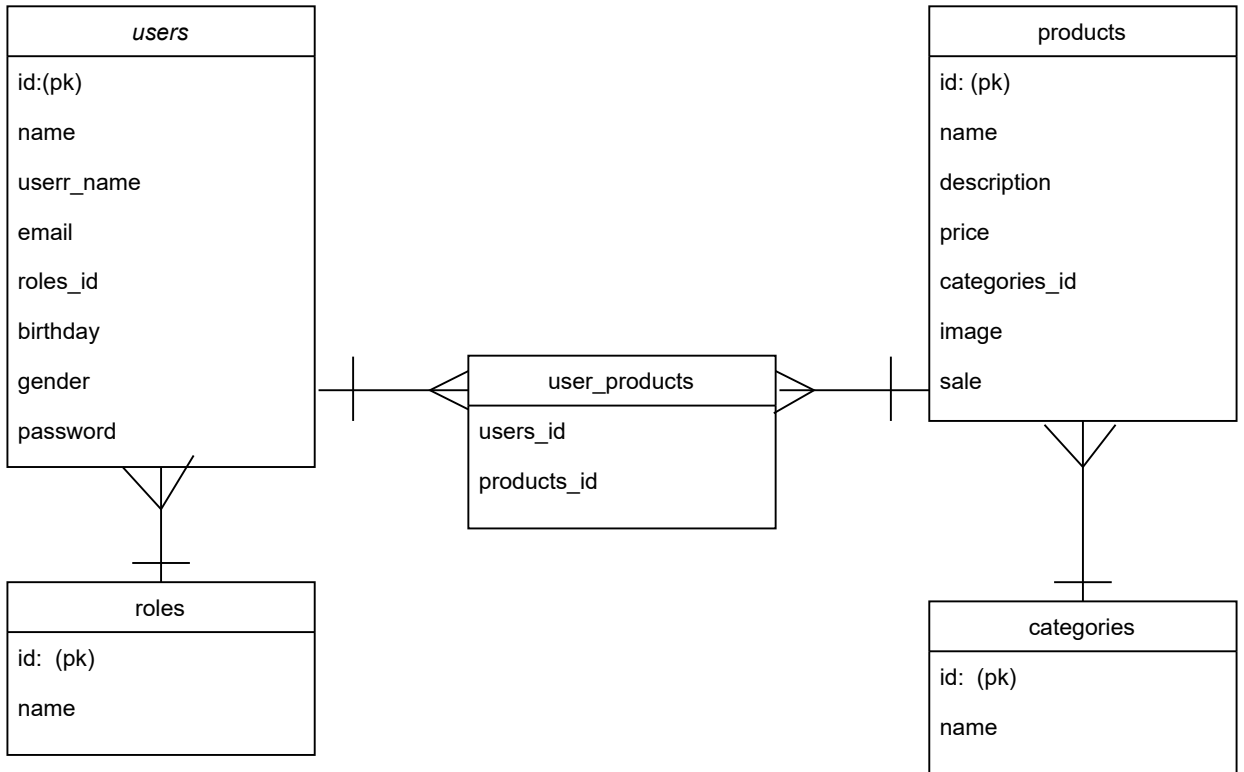 users
id:(pk)
name
userr_name
email
roles_id
birthday
gender
password
products
id: (pk)
name
description
price
categories_id
image
sale
user_products
users_id
products_id
roles
id:  (pk)
name
categories
id:  (pk)
name